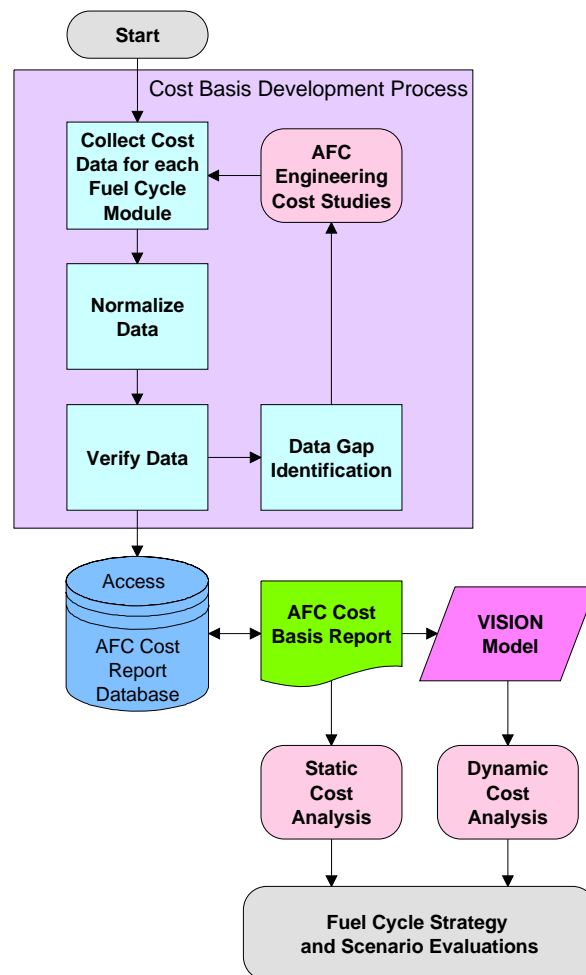 Start
Cost Basis Development Process
Collect Cost
Data for each
Fuel Cycle
Module
AFC
Engineering
Cost Studies
Normalize
Data
Verify Data
Data Gap
Identification
Access
AFC Cost
Report
Database
AFC Cost
Basis Report
VISION
Model
Static
Cost
Analysis
Dynamic
Cost
Analysis
Fuel Cycle Strategy
and Scenario Evaluations